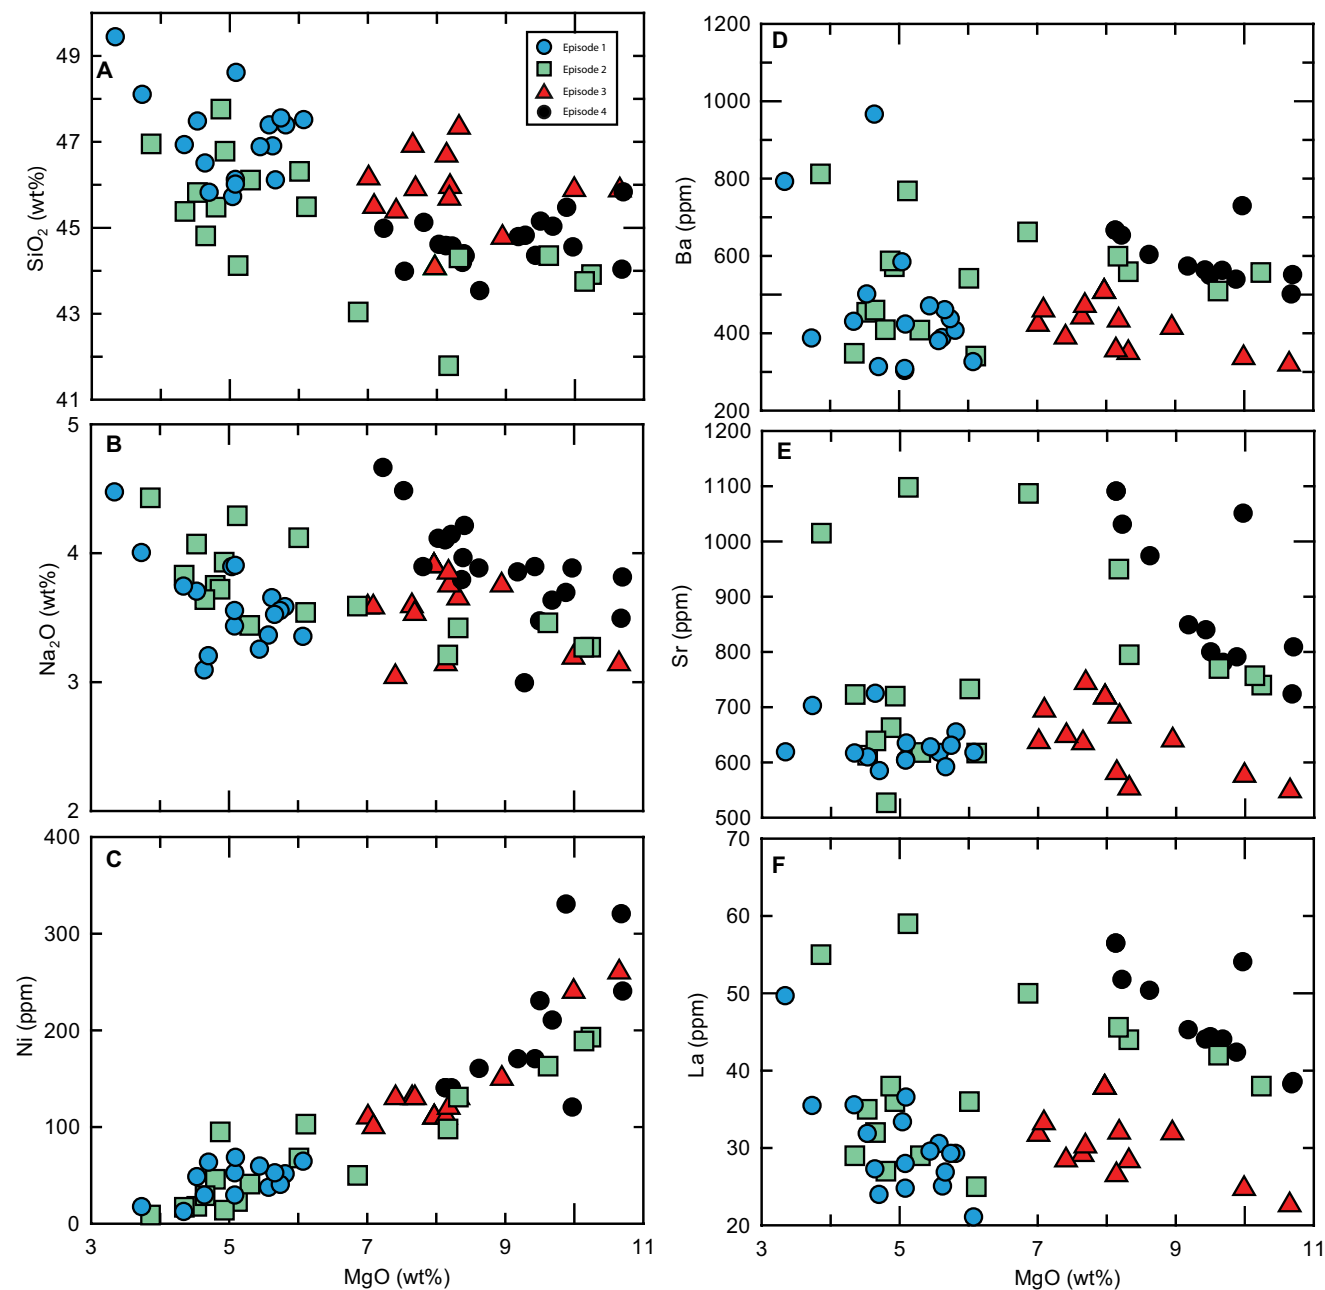 A
SiO2 (wt%)
49
47
45
43
41
Episode 1
Episode 2
Episode 3
Episode 4
B
Na2O (wt%)
5
4
3
2
C
Ni (ppm)
400
300
200
100
0
3 5 7 9 11
MgO (wt%)
D
Ba (ppm)
1200
1000
800
600
400
200
E
Sr (ppm)
1200
1100
1000
900
800
700
600
500
F
La (ppm)
70
60
50
40
30
20
3 5 7 9 11
MgO (wt%)